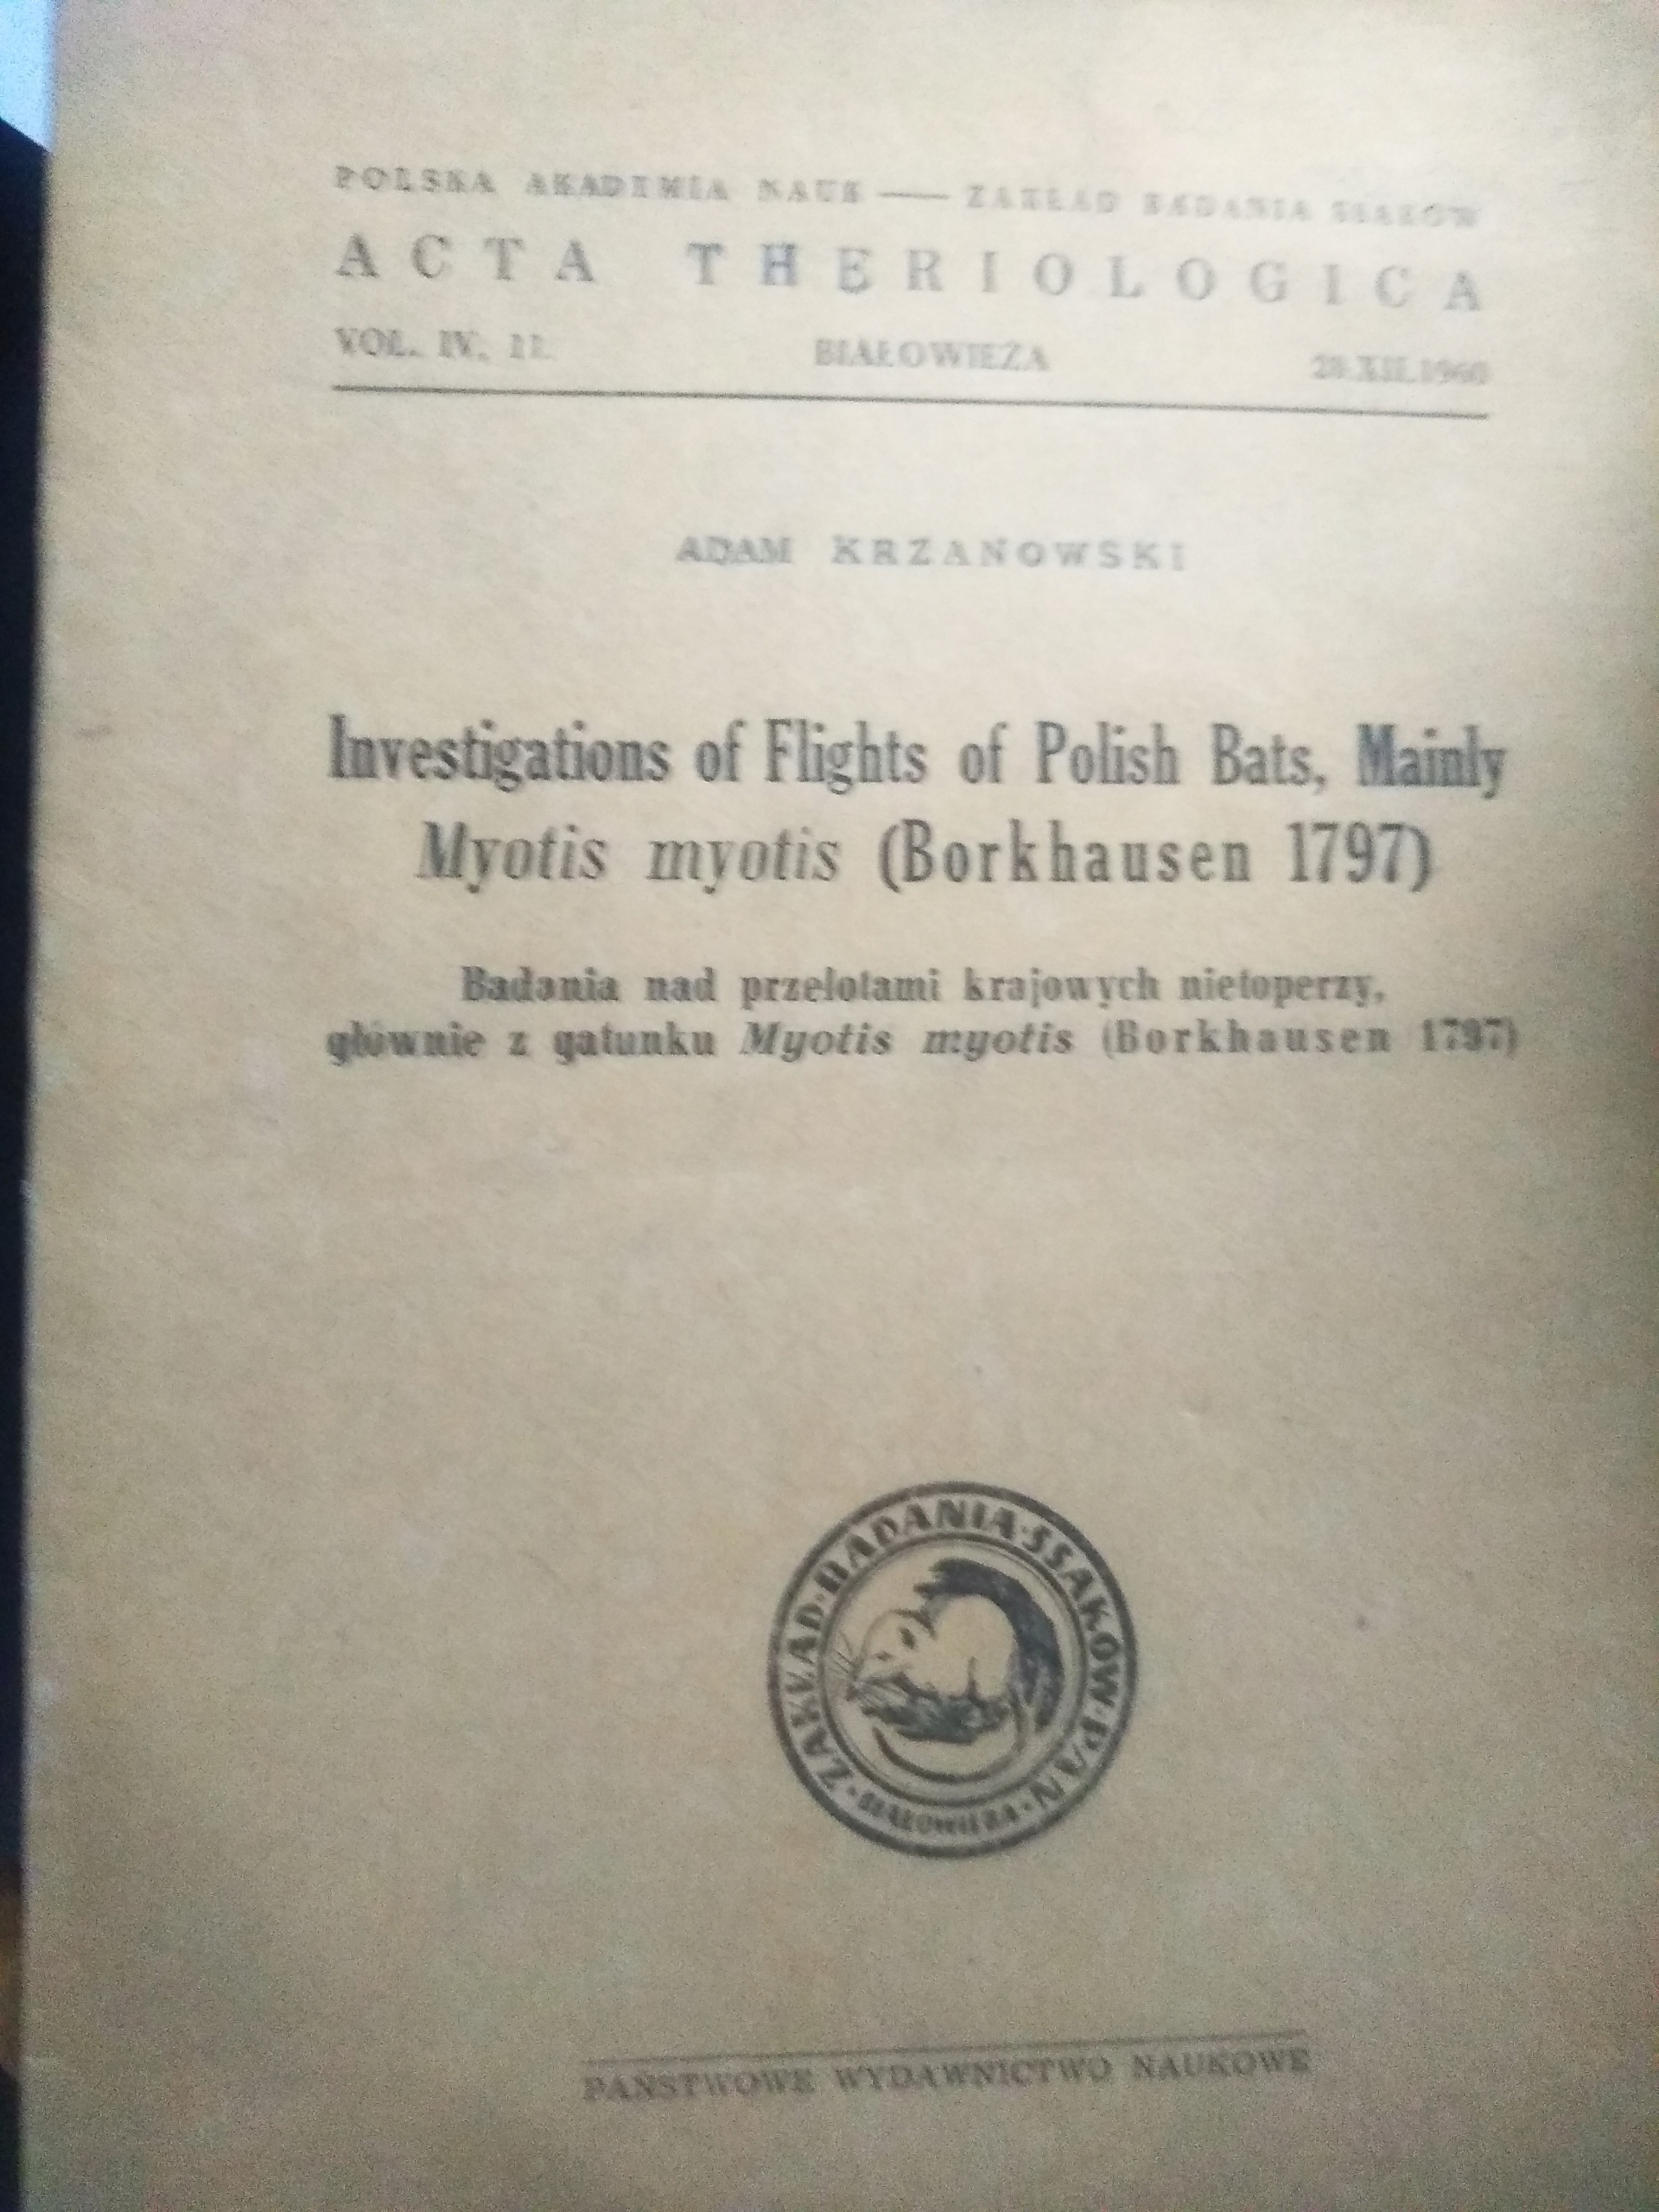 POLSKA AKADEMIA NAUK — ZAKŁAD BADANIA SSAKÓW
ACTA THERIOLOGICA
VOL. IV, 11. BIAŁOWIEŻA 28.XII.1960
ADAM KRZANOWSKI
Investigations of Flights of Polish Bats, Mainly
Myotis myotis (Borkhausen 1797)
Badania nad przelotami krajowych nietoperzy,
głównie z gatunku Myotis myotis (Borkhausen 1797)
ZAKŁAD·BADANIA·SSAKÓW·PAN
·BIAŁOWIEŻA·
PAŃSTWOWE WYDAWNICTWO NAUKOWE